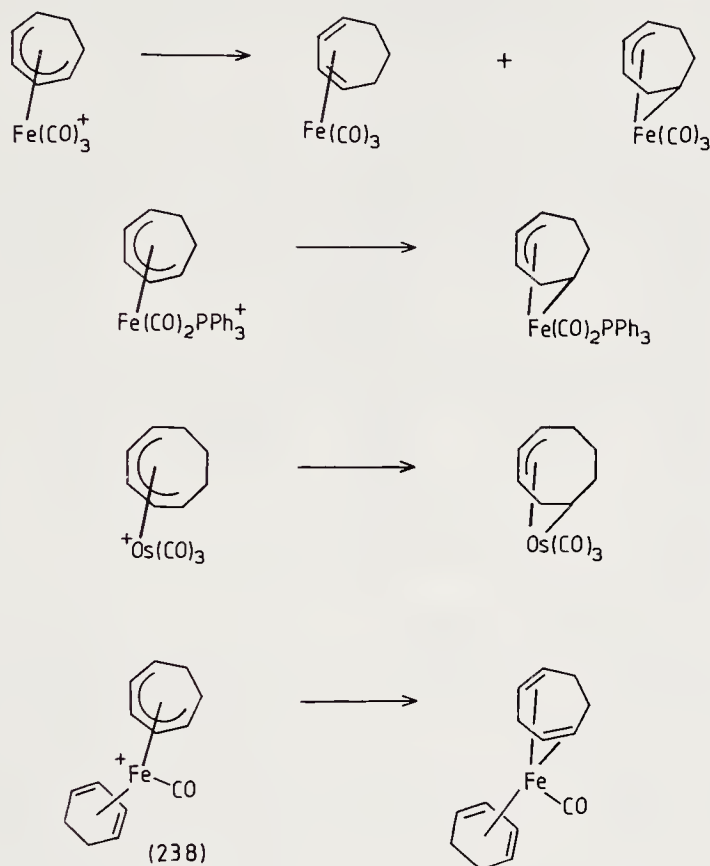 +
Fe(CO)₃⁺
Fe(CO)₃
Fe(CO)₃
Fe(CO)₂PPh₃⁺
Fe(CO)₂PPh₃
⁺Os(CO)₃
Os(CO)₃
⁺Fe
CO
Fe
CO
(238)